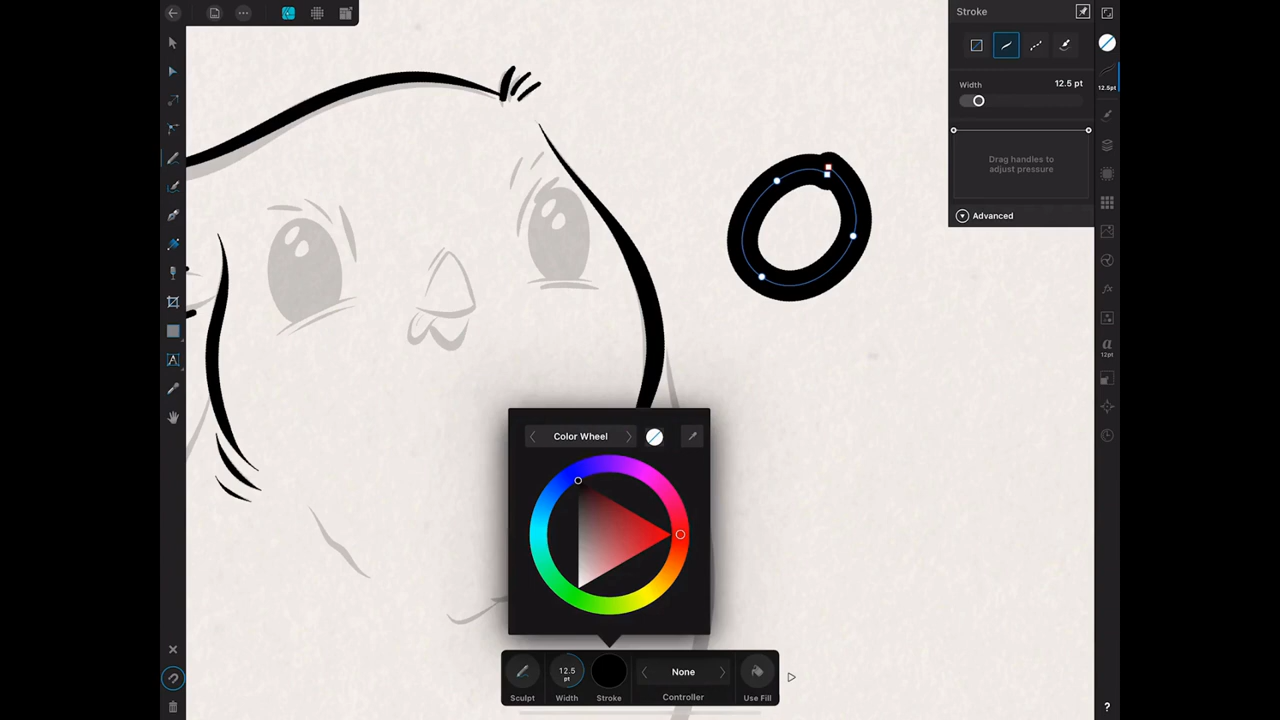 Stroke
12.5pt
Width 12.5 pt
Drag handles to
adjust pressure
Advanced
A
a
12pt
Color Wheel
12.5
pt
None
Sculpt Width Stroke Controller Use Fill
?